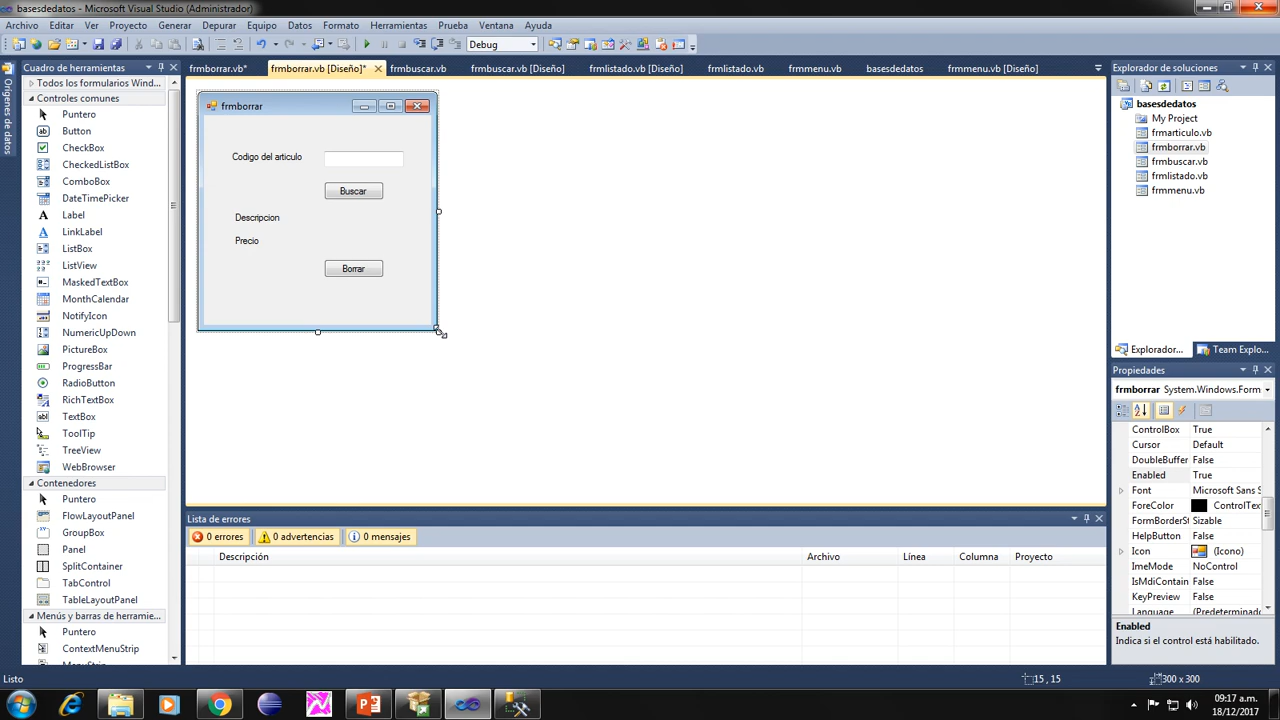 basesdedatos - Microsoft Visual Studio (Administrador)
Archivo Editar Ver Proyecto Generar Depurar Equipo Datos Formato Herramientas Prueba Ventana Ayuda
Debug
Orígenes de datos
Cuadro de herramientas
Todos los formularios Wind...
Controles comunes
Puntero
Button
CheckBox
CheckedListBox
ComboBox
DateTimePicker
Label
LinkLabel
ListBox
ListView
MaskedTextBox
MonthCalendar
NotifyIcon
NumericUpDown
PictureBox
ProgressBar
RadioButton
RichTextBox
TextBox
ToolTip
TreeView
WebBrowser
Contenedores
Puntero
FlowLayoutPanel
GroupBox
Panel
SplitContainer
TabControl
TableLayoutPanel
Menús y barras de herramie...
Puntero
ContextMenuStrip
frmborrar.vb* frmborrar.vb [Diseño]* frmbuscar.vb frmbuscar.vb [Diseño] frmlistado.vb [Diseño] frmlistado.vb frmmenu.vb basesdedatos frmmenu.vb [Diseño]
frmborrar
Codigo del articulo
Buscar
Descripcion
Precio
Borrar
Lista de errores
0 errores 0 advertencias 0 mensajes
Descripción Archivo Línea Columna Proyecto
Explorador de soluciones
basesdedatos
My Project
frmarticulo.vb
frmborrar.vb
frmbuscar.vb
frmlistado.vb
frmmenu.vb
Explorador... Team Explo...
Propiedades
frmborrar System.Windows.Form
ControlBox True
Cursor Default
DoubleBuffer False
Enabled True
Font Microsoft Sans S
ForeColor ControlTex
FormBorderSt Sizable
HelpButton False
Icon (Icono)
ImeMode NoControl
IsMdiContain False
KeyPreview False
Language (Predeterminado
Enabled
Indica si el control está habilitado.
Listo 15 , 15 300 x 300
09:17 a.m.
18/12/2017